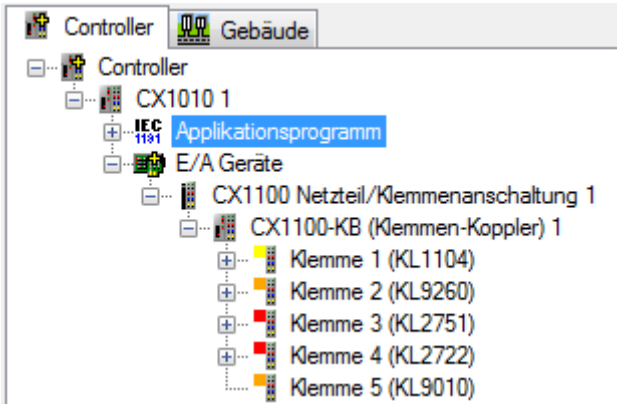 Controller Gebäude
Controller
CX1010 1
IEC
1131
Applikationsprogramm
E/A Geräte
CX1100 Netzteil/Klemmenanschaltung 1
CX1100-KB (Klemmen-Koppler) 1
Klemme 1 (KL1104)
Klemme 2 (KL9260)
Klemme 3 (KL2751)
Klemme 4 (KL2722)
Klemme 5 (KL9010)